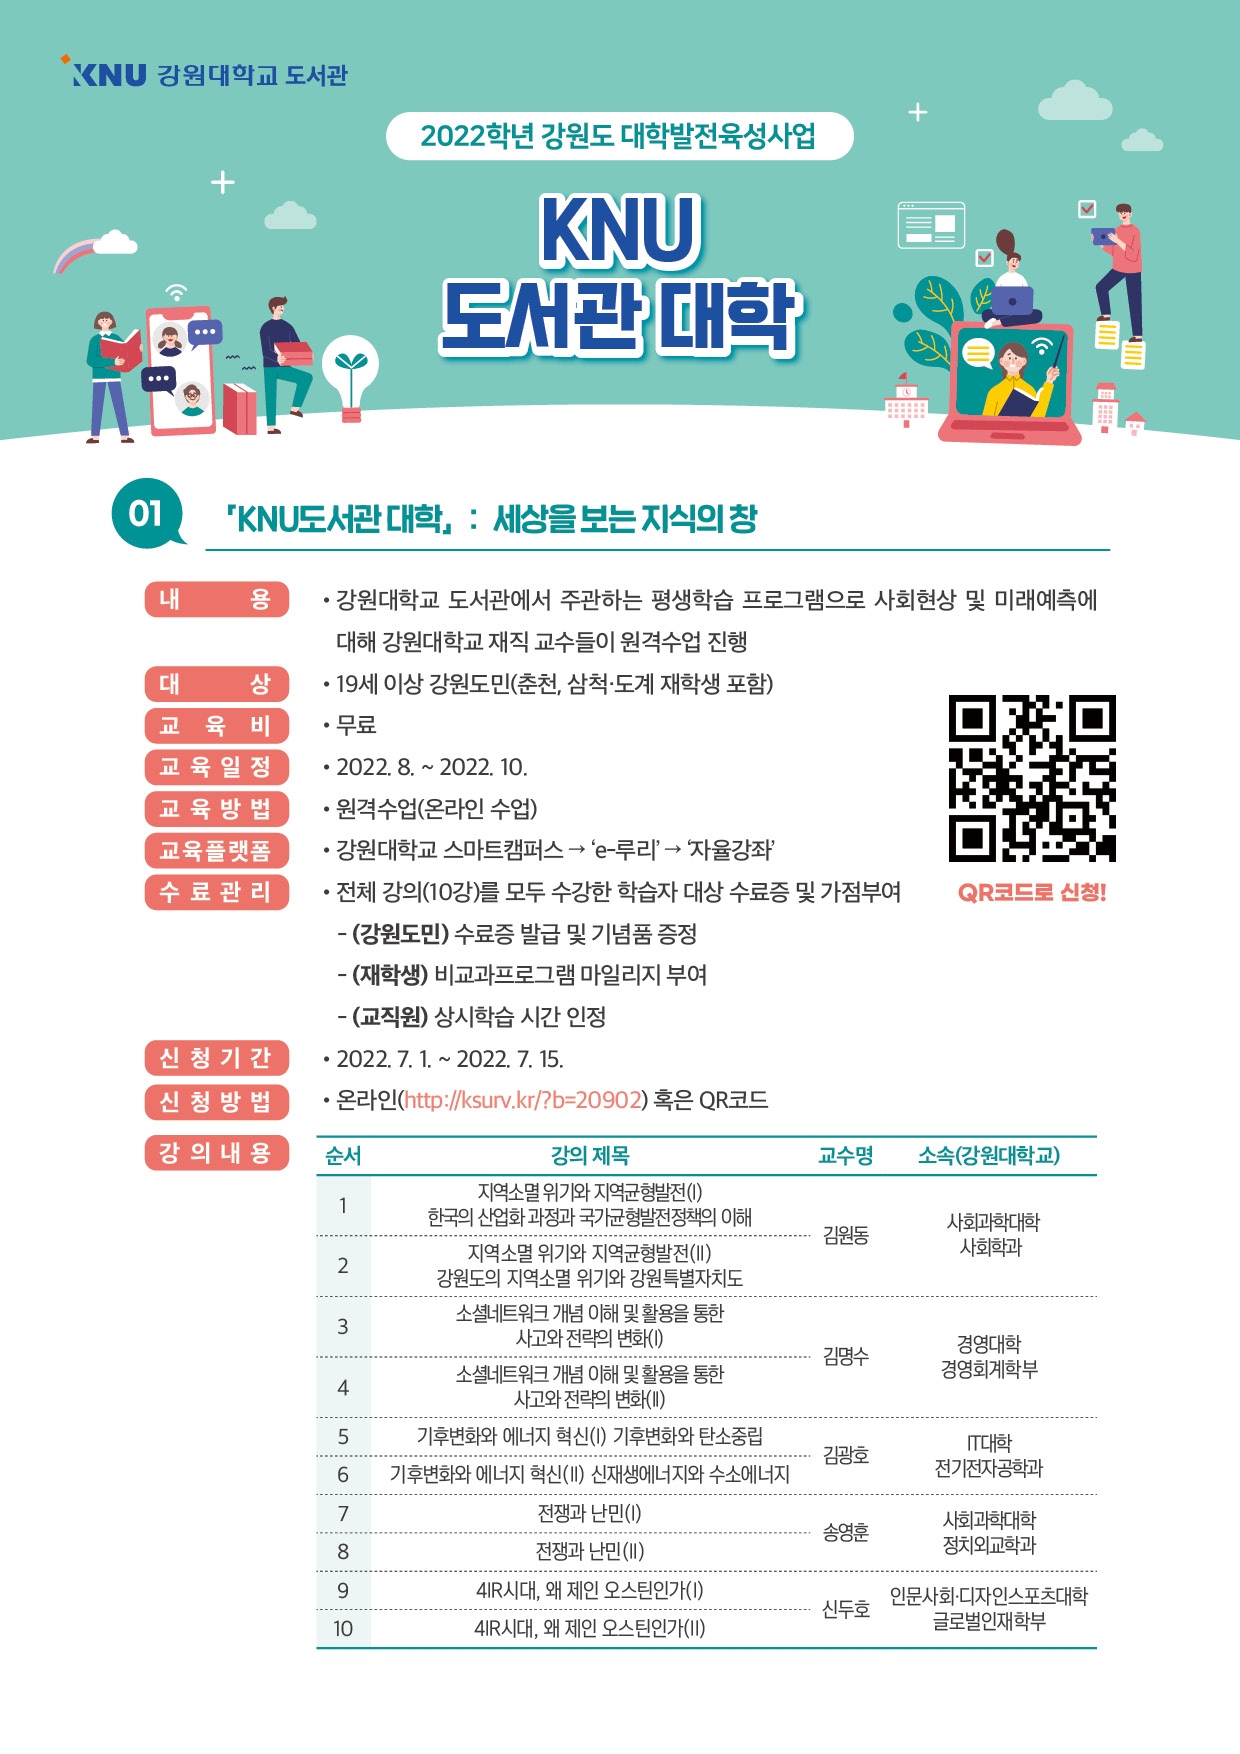 KNU 강원대학교 도서관
2022학년 강원도 대학발전육성사업
KNU
도서관 대학
01 「KNU도서관 대학」 : 세상을 보는 지식의 창
내 용 • 강원대학교 도서관에서 주관하는 평생학습 프로그램으로 사회현상 및 미래예측에
대해 강원대학교 재직 교수들이 원격수업 진행
대 상 • 19세 이상 강원도민(춘천, 삼척·도계 재학생 포함)
교 육 비 • 무료
교 육 일 정 • 2022. 8. ~ 2022. 10.
교 육 방 법 • 원격수업(온라인 수업)
교육플랫폼 • 강원대학교 스마트캠퍼스 → ‘e-루리’ → ‘자율강좌’
수 료 관 리 • 전체 강의(10강)를 모두 수강한 학습자 대상 수료증 및 가점부여
QR코드로 신청!
- (강원도민) 수료증 발급 및 기념품 증정
- (재학생) 비교과프로그램 마일리지 부여
- (교직원) 상시학습 시간 인정
신 청 기 간 • 2022. 7. 1. ~ 2022. 7. 15.
신 청 방 법 • 온라인(http://ksurv.kr/?b=20902) 혹은 QR코드
강 의 내 용
순서 강의 제목 교수명 소속(강원대학교)
1 지역소멸 위기와 지역균형발전(Ⅰ)
한국의 산업화 과정과 국가균형발전정책의 이해
김원동 사회과학대학
사회학과
2 지역소멸 위기와 지역균형발전(Ⅱ)
강원도의 지역소멸 위기와 강원특별자치도
3 소셜네트워크 개념 이해 및 활용을 통한
사고와 전략의 변화(Ⅰ)
김명수 경영대학
경영회계학부
4 소셜네트워크 개념 이해 및 활용을 통한
사고와 전략의 변화(Ⅱ)
5 기후변화와 에너지 혁신(Ⅰ) 기후변화와 탄소중립
김광호 IT대학
전기전자공학과
6 기후변화와 에너지 혁신(Ⅱ) 신재생에너지와 수소에너지
7 전쟁과 난민(Ⅰ)
송영훈 사회과학대학
정치외교학과
8 전쟁과 난민(Ⅱ)
9 4IR시대, 왜 제인 오스틴인가(Ⅰ)
신두호 인문사회·디자인스포츠대학
글로벌인재학부
10 4IR시대, 왜 제인 오스틴인가(Ⅱ)